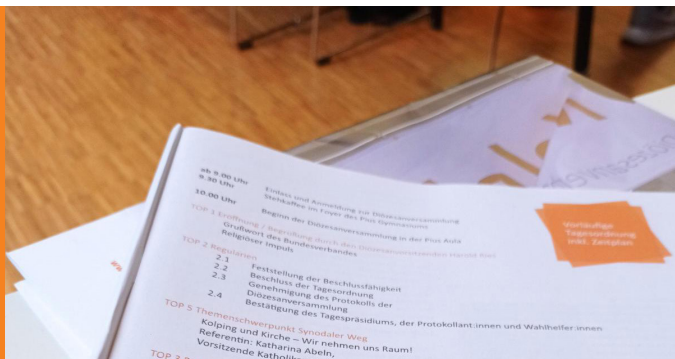 ab 9.00 Uhr Einlass und Anmeldung zur Diözesanversammlung
9.30 Uhr Stehkaffee im Foyer des Pius Gymnasiums
10.00 Uhr Beginn der Diözesanversammlung in der Pius Aula
TOP 1 Eröffnung / Begrüßung durch den Diözesanvorsitzenden Harold
Grußwort des Bundesverbandes
Religiöser Impuls
TOP 2 Regularien
2.1 Feststellung der Beschlussfähigkeit
2.2 Beschluss der Tagesordnung
2.3 Genehmigung des Protokolls der
Diözesanversammlung
2.4 Bestätigung des Tagespräsidiums, der Protokollant:innen und Wahlhelfer:innen
TOP 5 Themenschwerpunkt Synodaler Weg
Kolping und Kirche – Wir nehmen uns Raum!
Referentin: Katharina Abeln,
Vorsitzende
TOP 3
Vorläufige
Tagesordnung
inkl. Zeitplan